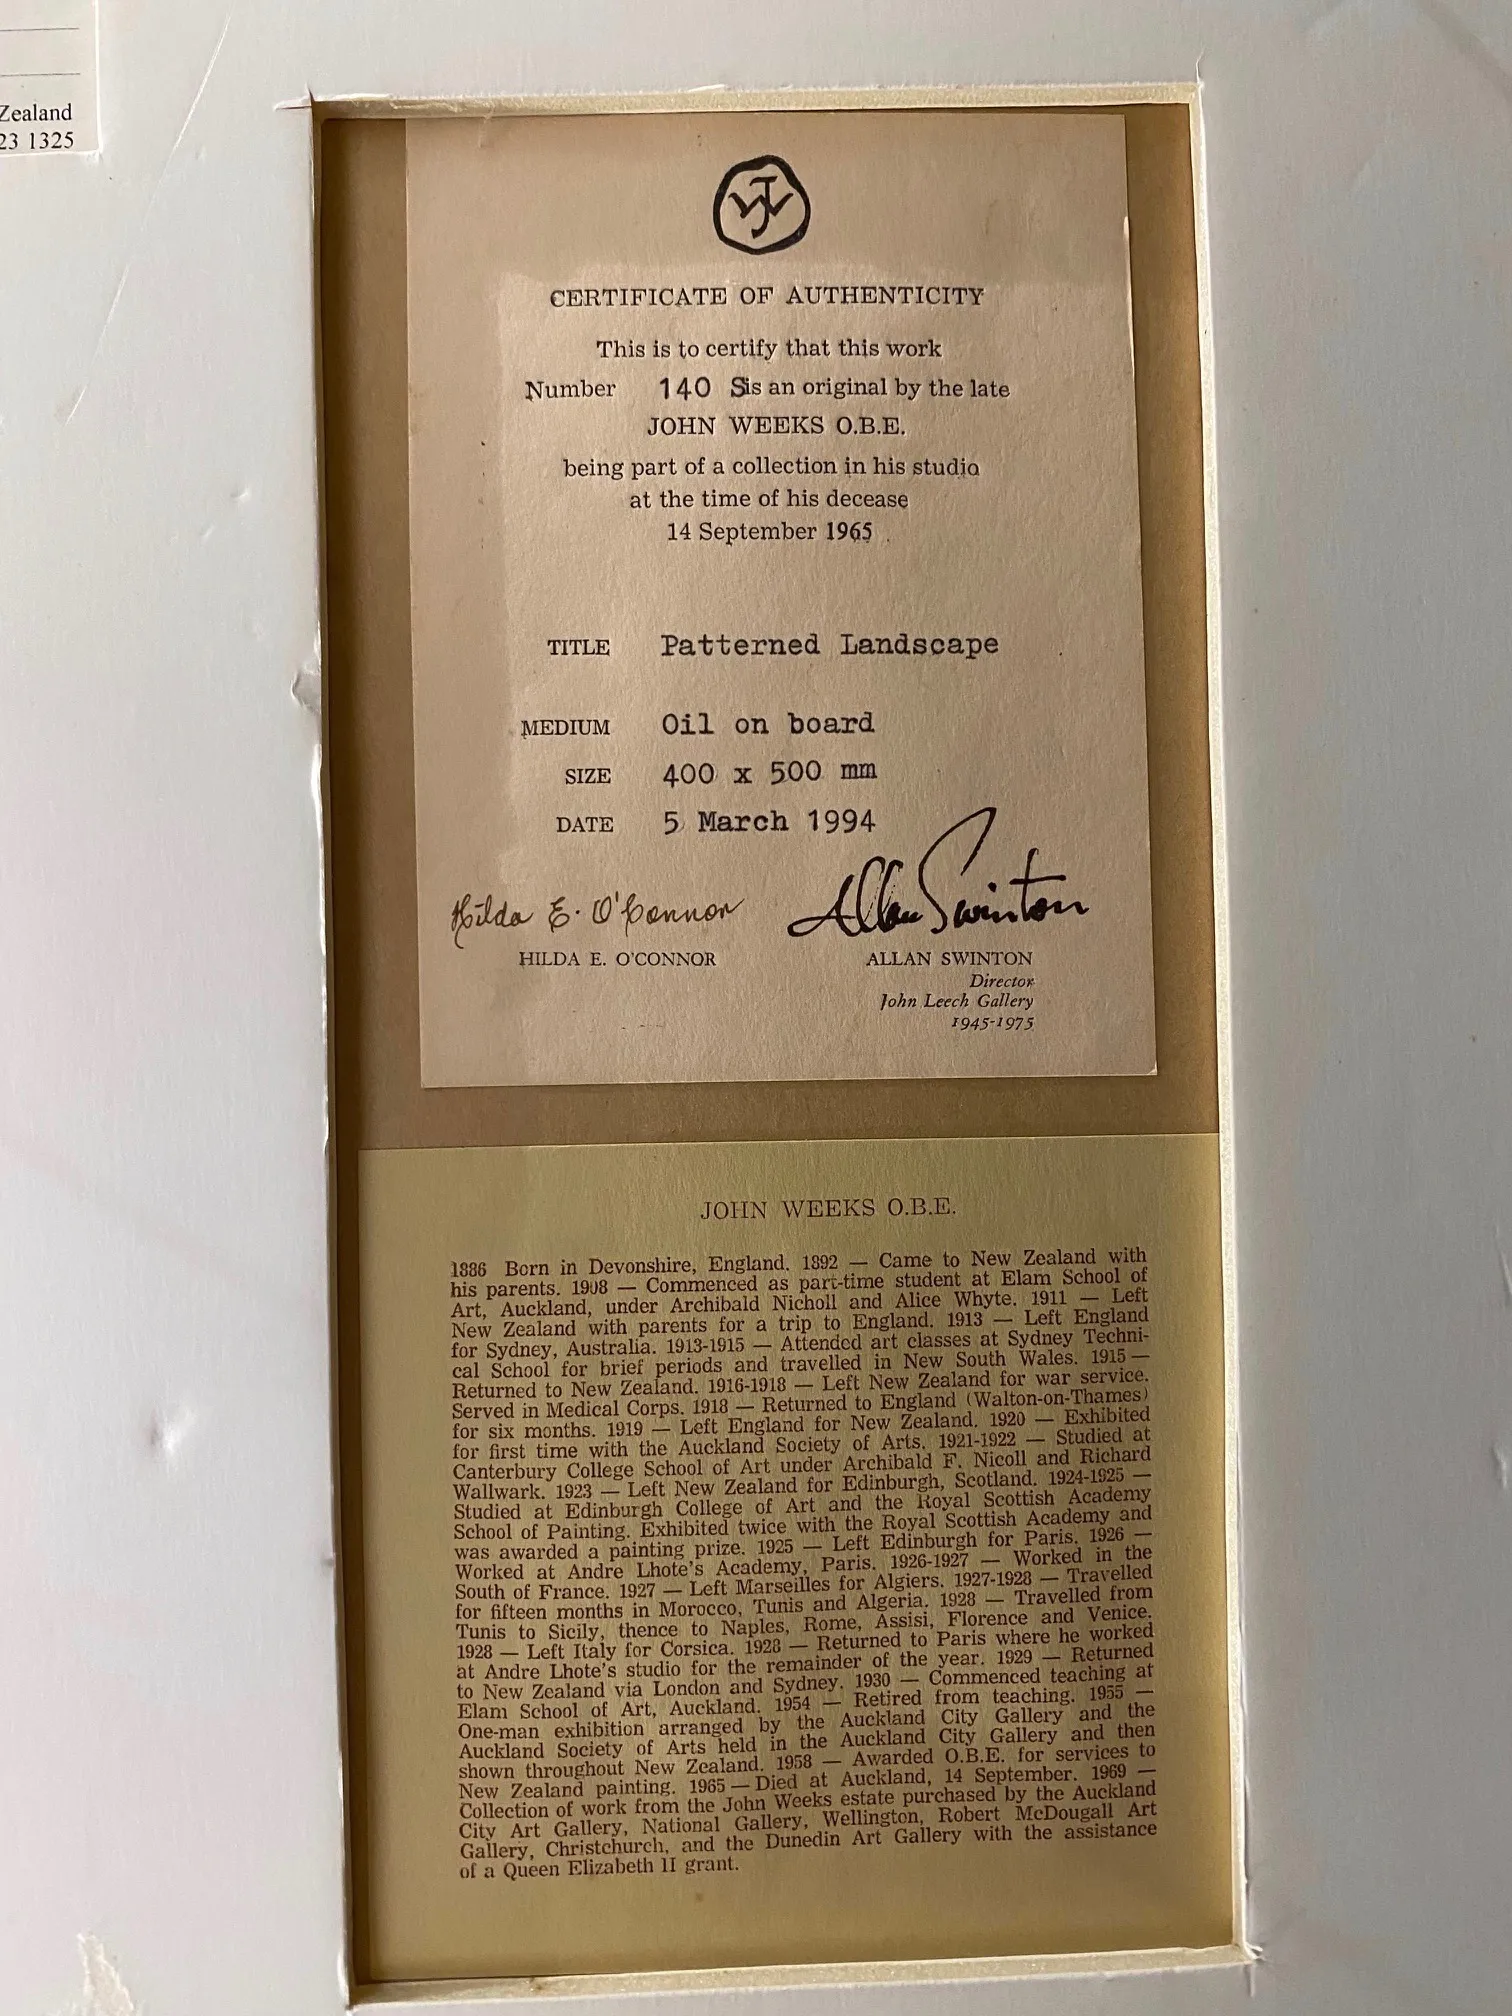 Zealand
23 1325
JW
CERTIFICATE OF AUTHENTICITY
This is to certify that this work
Number 140 S is an original by the late
JOHN WEEKS O.B.E.
being part of a collection in his studio
at the time of his decease
14 September 1965
TITLE Patterned Landscape
MEDIUM Oil on board
SIZE 400 x 500 mm
DATE 5 March 1994
Hilda E. O'Connor Allan Swinton
HILDA E. O'CONNOR ALLAN SWINTON
Director
John Leech Gallery
1945-1975
JOHN WEEKS O.B.E.
1886 Born in Devonshire, England. 1892 — Came to New Zealand with
his parents. 1908 — Commenced as part-time student at Elam School of
Art, Auckland, under Archibald Nicholl and Alice Whyte. 1911 — Left
New Zealand with parents for a trip to England. 1913 — Left England
for Sydney, Australia. 1913-1915 — Attended art classes at Sydney Techni-
cal School for brief periods and travelled in New South Wales. 1915 —
Returned to New Zealand. 1916-1918 — Left New Zealand for war service.
Served in Medical Corps. 1918 — Returned to England (Walton-on-Thames)
for six months. 1919 — Left England for New Zealand. 1920 — Exhibited
for first time with the Auckland Society of Arts. 1921-1922 — Studied at
Canterbury College School of Art under Archibald F. Nicoll and Richard
Wallwark. 1923 — Left New Zealand for Edinburgh, Scotland. 1924-1925 —
Studied at Edinburgh College of Art and the Royal Scottish Academy
School of Painting. Exhibited twice with the Royal Scottish Academy and
was awarded a painting prize. 1925 — Left Edinburgh for Paris. 1926 —
Worked at Andre Lhote's Academy, Paris. 1926-1927 — Worked in the
South of France. 1927 — Left Marseilles for Algiers. 1927-1928 — Travelled
for fifteen months in Morocco, Tunis and Algeria. 1928 — Travelled from
Tunis to Sicily, thence to Naples, Rome, Assisi, Florence and Venice.
1928 — Left Italy for Corsica. 1928 — Returned to Paris where he worked
at Andre Lhote's studio for the remainder of the year. 1929 — Returned
to New Zealand via London and Sydney. 1930 — Commenced teaching at
Elam School of Art, Auckland. 1954 — Retired from teaching. 1955 —
One-man exhibition arranged by the Auckland City Gallery and the
Auckland Society of Arts held in the Auckland City Gallery and then
shown throughout New Zealand. 1958 — Awarded O.B.E. for services to
New Zealand painting. 1965 — Died at Auckland, 14 September. 1969 —
Collection of work from the John Weeks estate purchased by the Auckland
City Art Gallery, National Gallery, Wellington, Robert McDougall Art
Gallery, Christchurch, and the Dunedin Art Gallery with the assistance
of a Queen Elizabeth II grant.